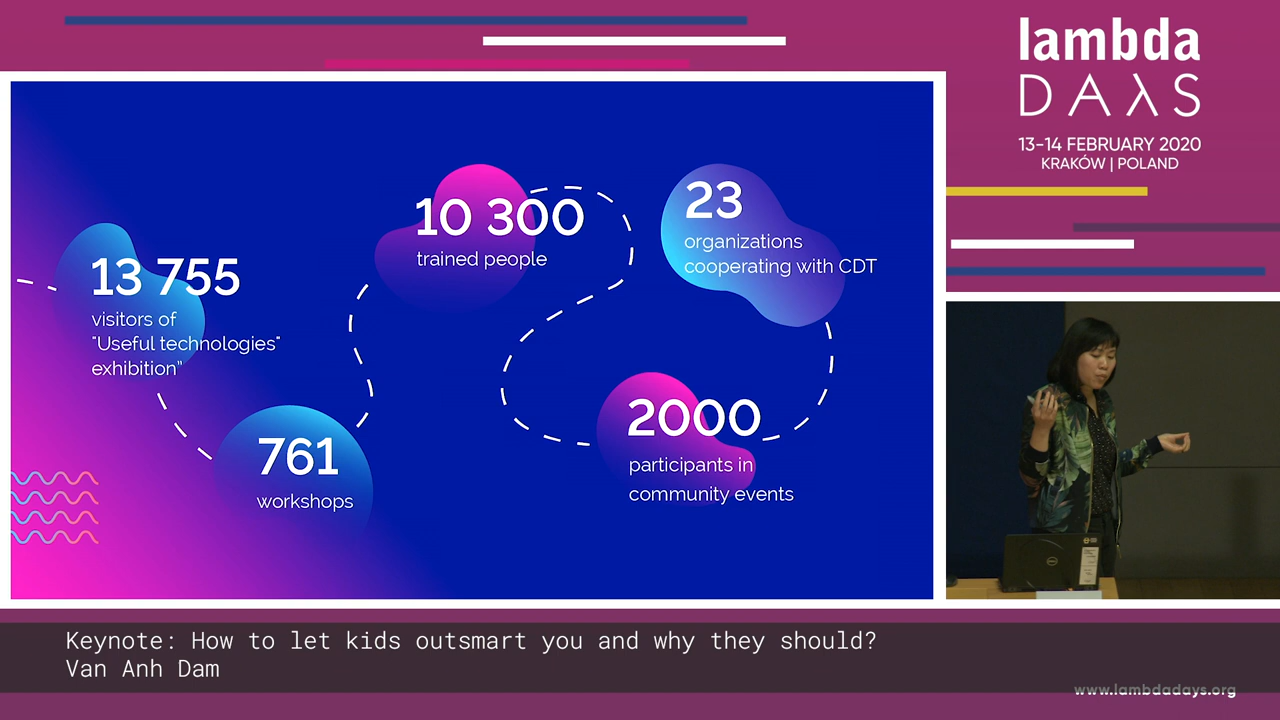 lambda
DAλS
13-14 FEBRUARY 2020
KRAKÓW | POLAND
13 755
visitors of
"Useful technologies"
exhibition"
761
workshops
10 300
trained people
23
organizations
cooperating with CDT
2000
participants in
community events
Keynote: How to let kids outsmart you and why they should?
Van Anh Dam
www.lambdadays.org